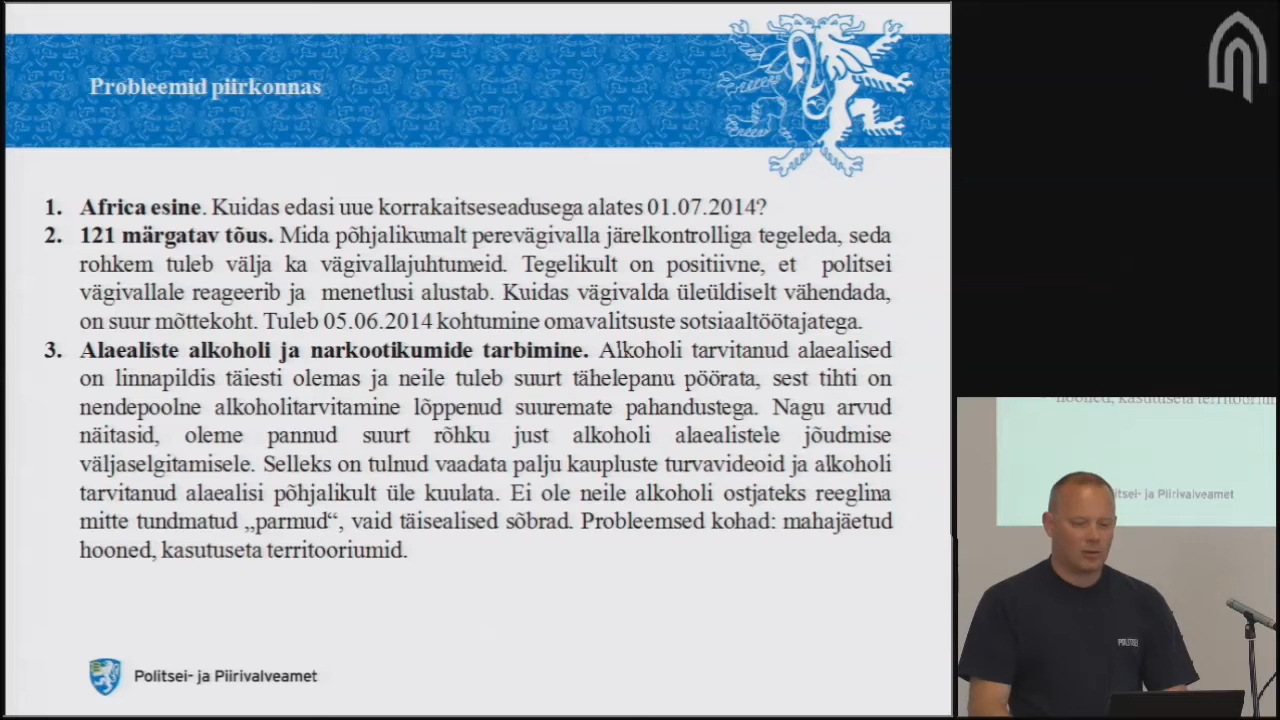 Probleemid piirkonnas
1. Africa esine. Kuidas edasi uue korrakaitseseadusega alates 01.07.2014?
2. 121 märgatav tõus. Mida põhjalikumalt perevägivalla järelkontrolliga tegeleda, seda
rohkem tuleb välja ka vägivallajuhtumeid. Tegelikult on positiivne, et politsei
vägivallale reageerib ja menetlusi alustab. Kuidas vägivalda üleüldiselt vähendada,
on suur mõttekoht. Tuleb 05.06.2014 kohtumine omavalitsuste sotsiaaltöötajatega.
3. Alaealiste alkoholi ja narkootikumide tarbimine. Alkoholi tarvitanud alaealised
on linnapildis täiesti olemas ja neile tuleb suurt tähelepanu pöörata, sest tihti on
nendepoolne alkoholitarvitamine lõppenud suuremate pahandustega. Nagu arvud
näitasid, oleme pannud suurt rõhku just alkoholi alaealistele jõudmise
väljaselgitamisele. Selleks on tulnud vaadata palju kaupluste turvavideoid ja alkoholi
tarvitanud alaealisi põhjalikult üle kuulata. Ei ole neile alkoholi ostjateks reeglina
mitte tundmatud „parmud“, vaid täisealised sõbrad. Probleemsed kohad: mahajäetud
hooned, kasutuseta territooriumid.
Politsei- ja Piirivalveamet
hooned, kasutuseta territoorium
itsei- ja Piirivalveamet
POLITSEI